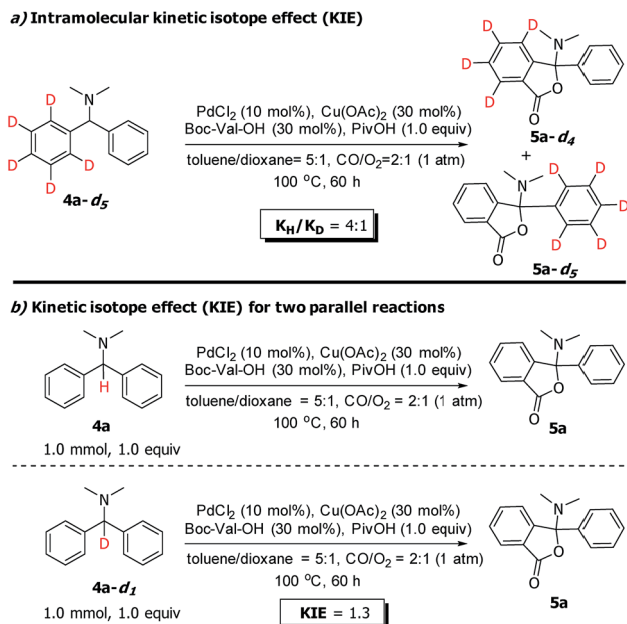 a) Intramolecular kinetic isotope effect (KIE)
D
D
D
D
D
N
4a-d5
PdCl2 (10 mol%), Cu(OAc)2 (30 mol%)
Boc-Val-OH (30 mol%), PivOH (1.0 equiv)
toluene/dioxane= 5:1, CO/O2=2:1 (1 atm)
100 °C, 60 h
KH/KD = 4:1
D
D
D
D
N
O
O
5a-d4
+
N
O
O
D
D
D
D
D
5a-d5
b) Kinetic isotope effect (KIE) for two parallel reactions
N
H
4a
1.0 mmol, 1.0 equiv
PdCl2 (10 mol%), Cu(OAc)2 (30 mol%)
Boc-Val-OH (30 mol%), PivOH (1.0 equiv)
toluene/dioxane = 5:1, CO/O2 = 2:1 (1 atm)
100 °C, 60 h
N
O
O
5a
N
D
4a-d1
1.0 mmol, 1.0 equiv
PdCl2 (10 mol%), Cu(OAc)2 (30 mol%)
Boc-Val-OH (30 mol%), PivOH (1.0 equiv)
toluene/dioxane = 5:1, CO/O2 = 2:1 (1 atm)
100 °C, 60 h
KIE = 1.3
N
O
O
5a